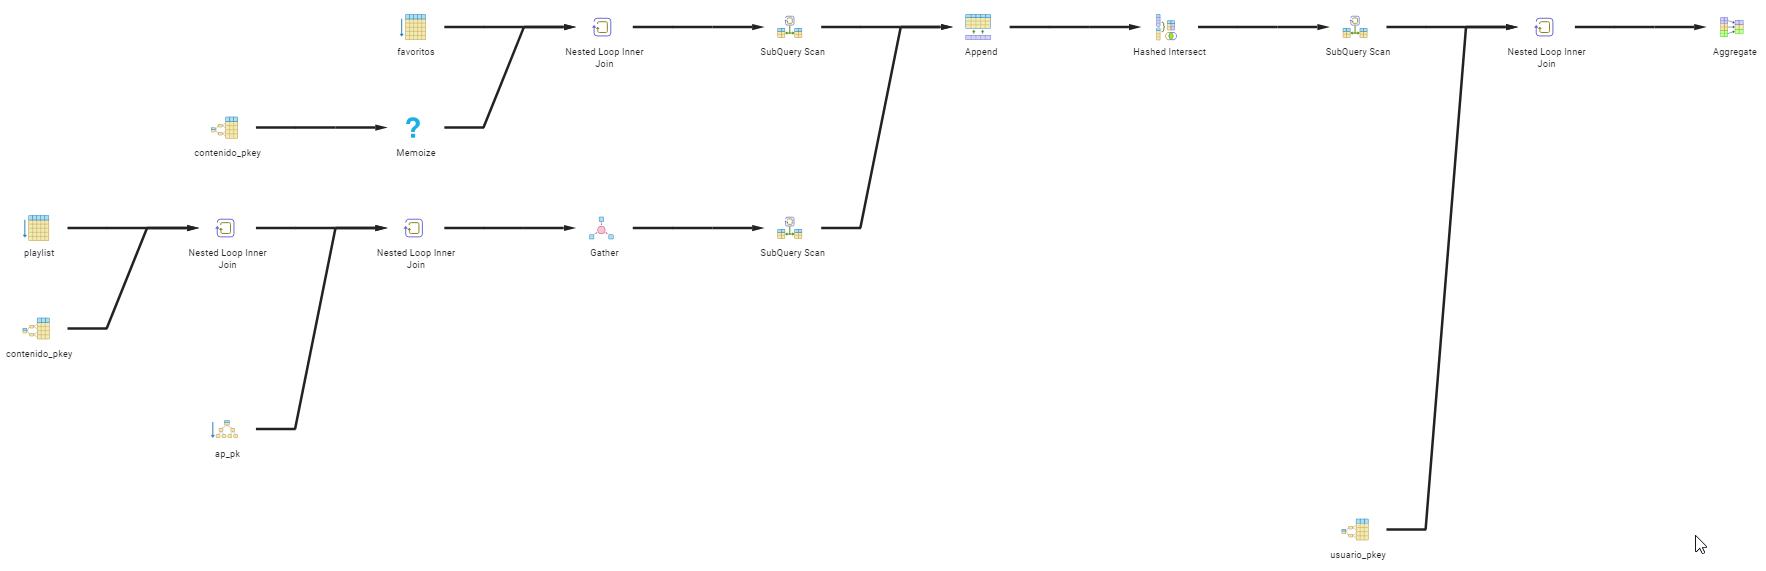 favoritos
Nested Loop Inner
Join
SubQuery Scan
Append
Hashed Intersect
SubQuery Scan
Nested Loop Inner
Join
Aggregate
contenido_pkey
?
Memoize
playlist
Nested Loop Inner
Join
Nested Loop Inner
Join
Gather
SubQuery Scan
contenido_pkey
ap_pk
usuario_pkey